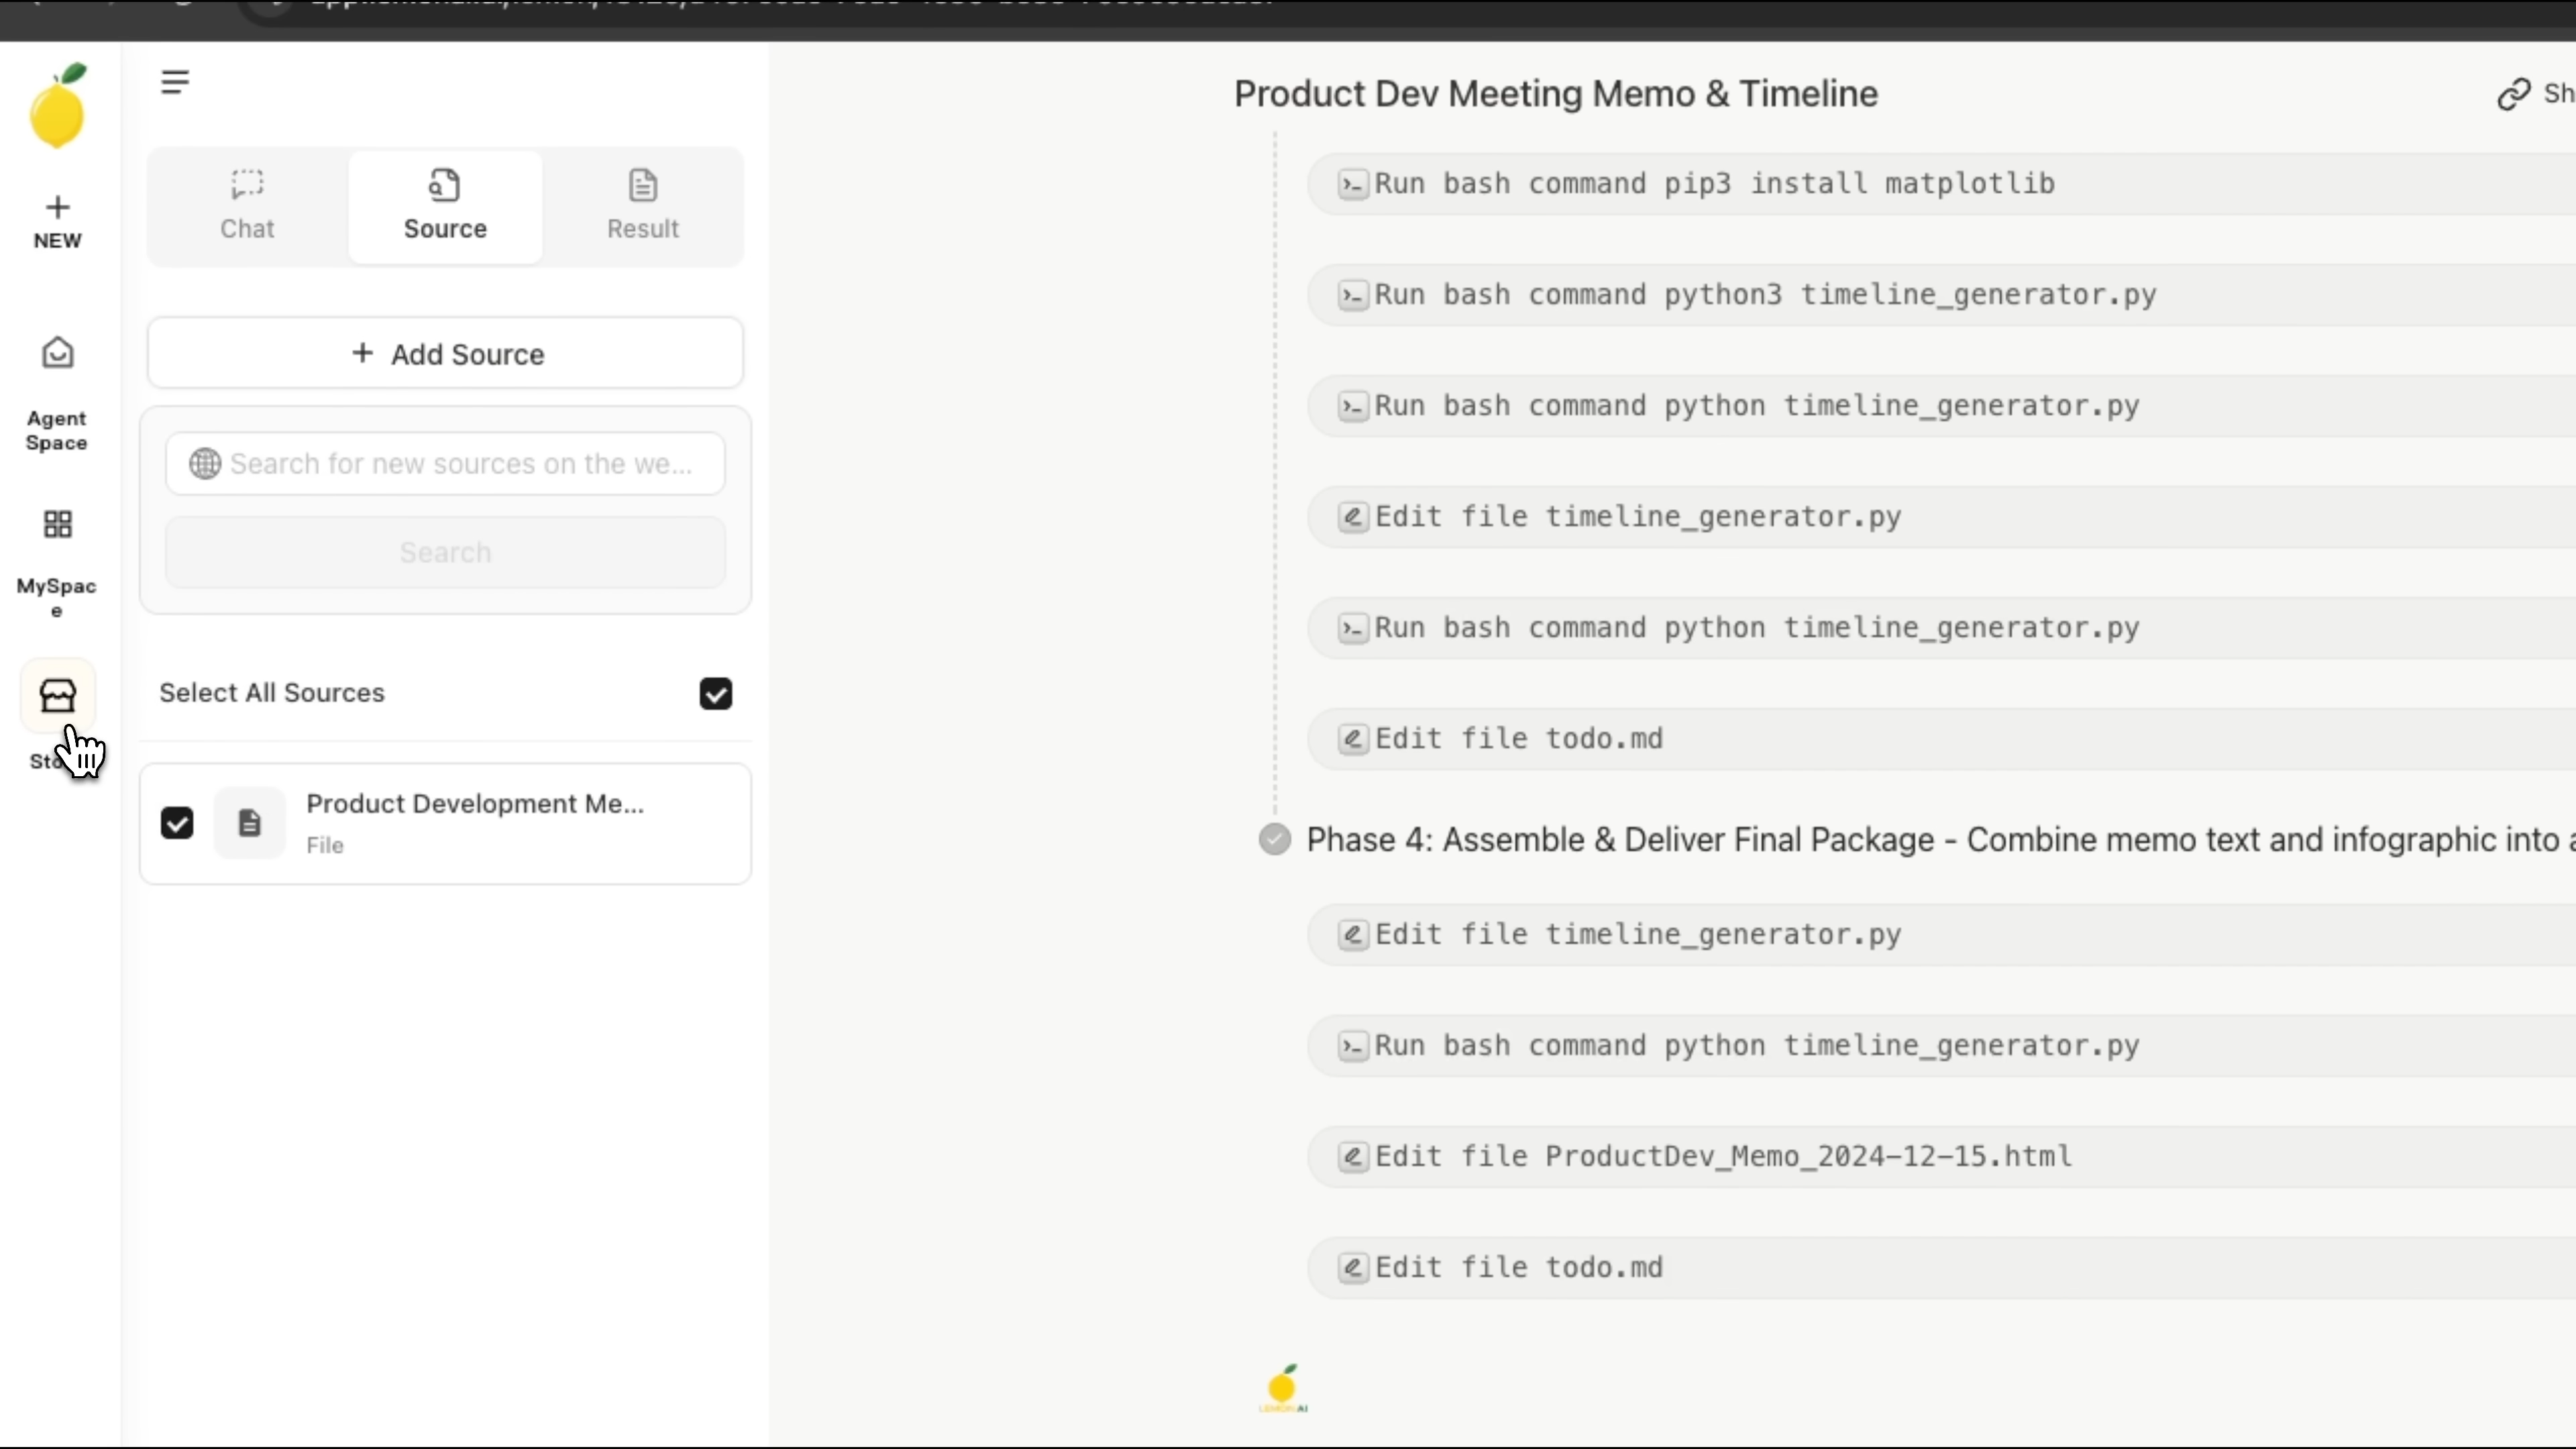 NEW
Agent
Space
MySpac
e
Chat
Source
Result
+ Add Source
Search for new sources on the we...
Search
Select All Sources
Product Development Me...
File
Product Dev Meeting Memo & Timeline
Sh
Run bash command pip3 install matplotlib
Run bash command python3 timeline_generator.py
Run bash command python timeline_generator.py
Edit file timeline_generator.py
Run bash command python timeline_generator.py
Edit file todo.md
Phase 4: Assemble & Deliver Final Package - Combine memo text and infographic into a
Edit file timeline_generator.py
Run bash command python timeline_generator.py
Edit file ProductDev_Memo_2024-12-15.html
Edit file todo.md
LEMON AI